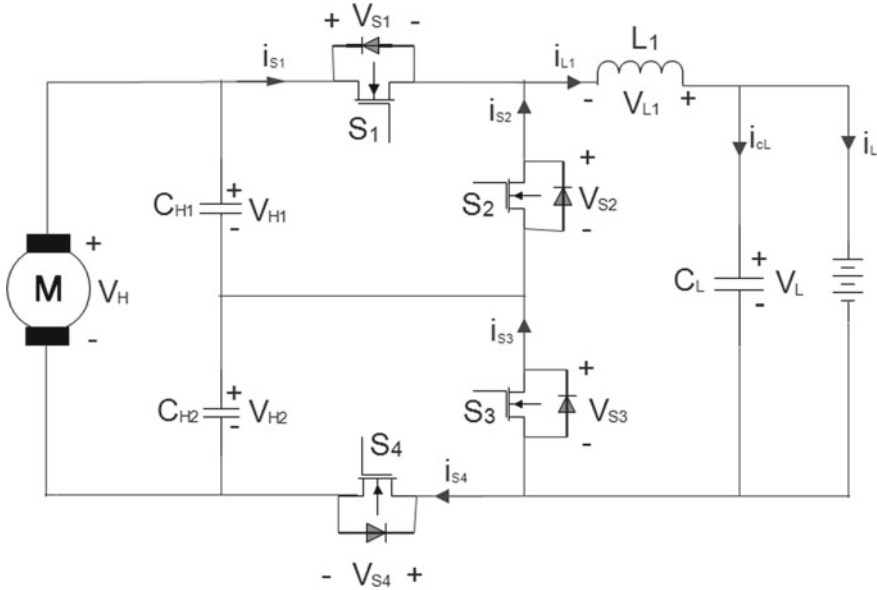 + VS1 -
iS1
S1
iL1
L1
- VL1 +
iS2
icL
iL
CH1
+
VH1
-
S2
+
VS2
-
M
+
VH
-
CL
+
VL
-
iS3
CH2
+
VH2
-
S3
+
VS3
-
S4
iS4
- VS4 +